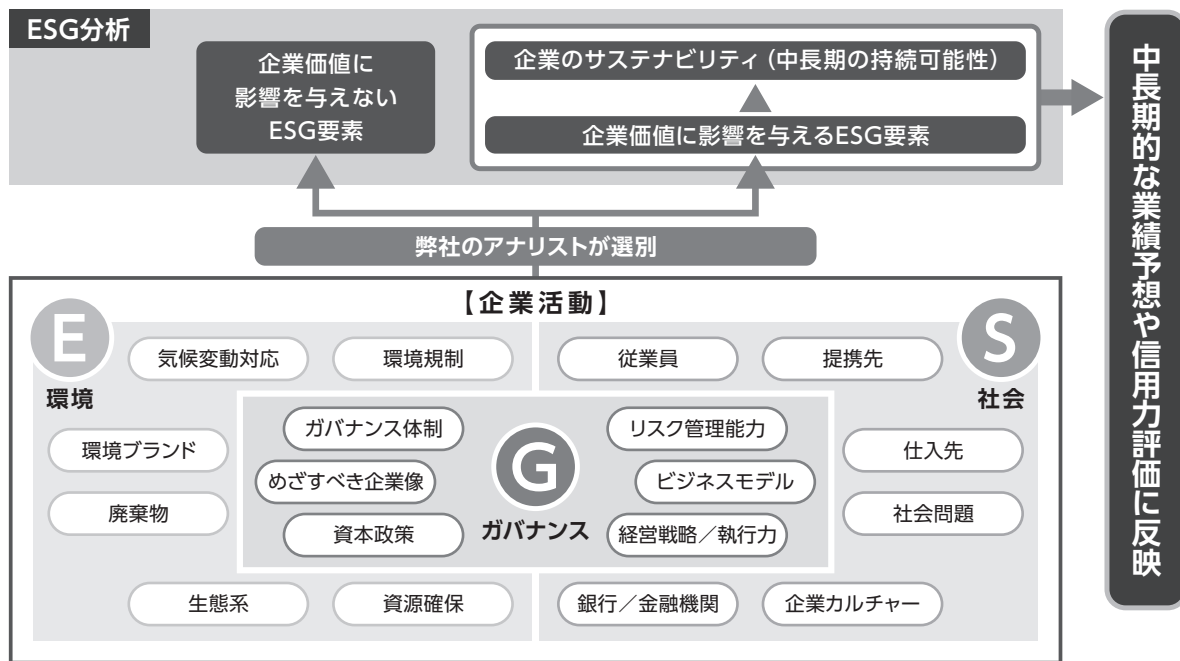 ESG分析
企業価値に
影響を与えない
ESG要素
企業のサステナビリティ（中長期の持続可能性）
企業価値に影響を与えるESG要素
中長期的な業績予想や信用力評価に反映
弊社のアナリストが選別
【企業活動】
E
環境
気候変動対応
環境規制
環境ブランド
廃棄物
生態系
資源確保
G
ガバナンス
ガバナンス体制
めざすべき企業像
資本政策
リスク管理能力
ビジネスモデル
経営戦略／執行力
S
社会
従業員
提携先
仕入先
社会問題
銀行／金融機関
企業カルチャー